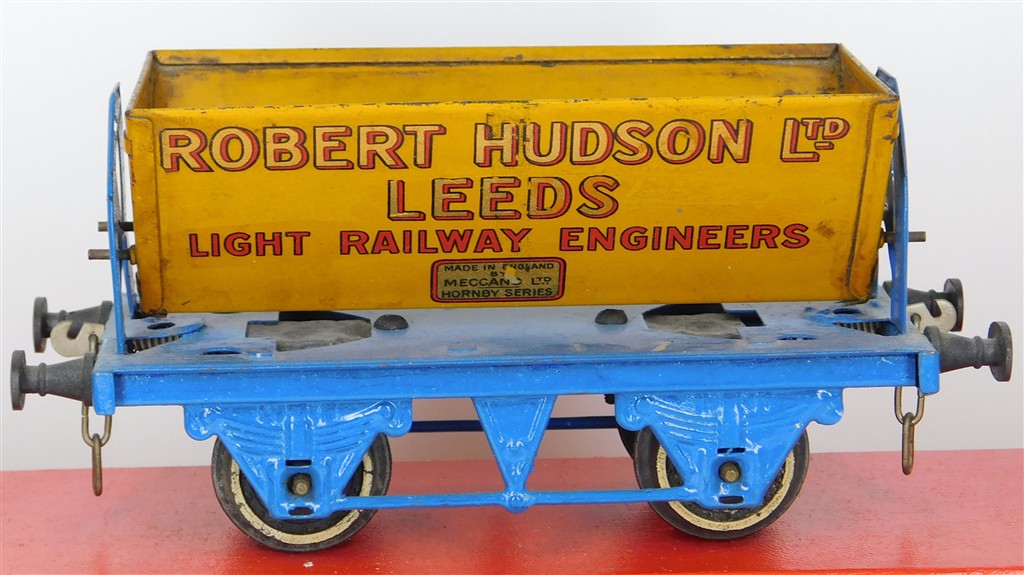 ROBERT HUDSON LTD
LEEDS
LIGHT RAILWAY ENGINEERS
MADE IN ENGLAND
BY
MECCANO LTD
HORNBY SERIES